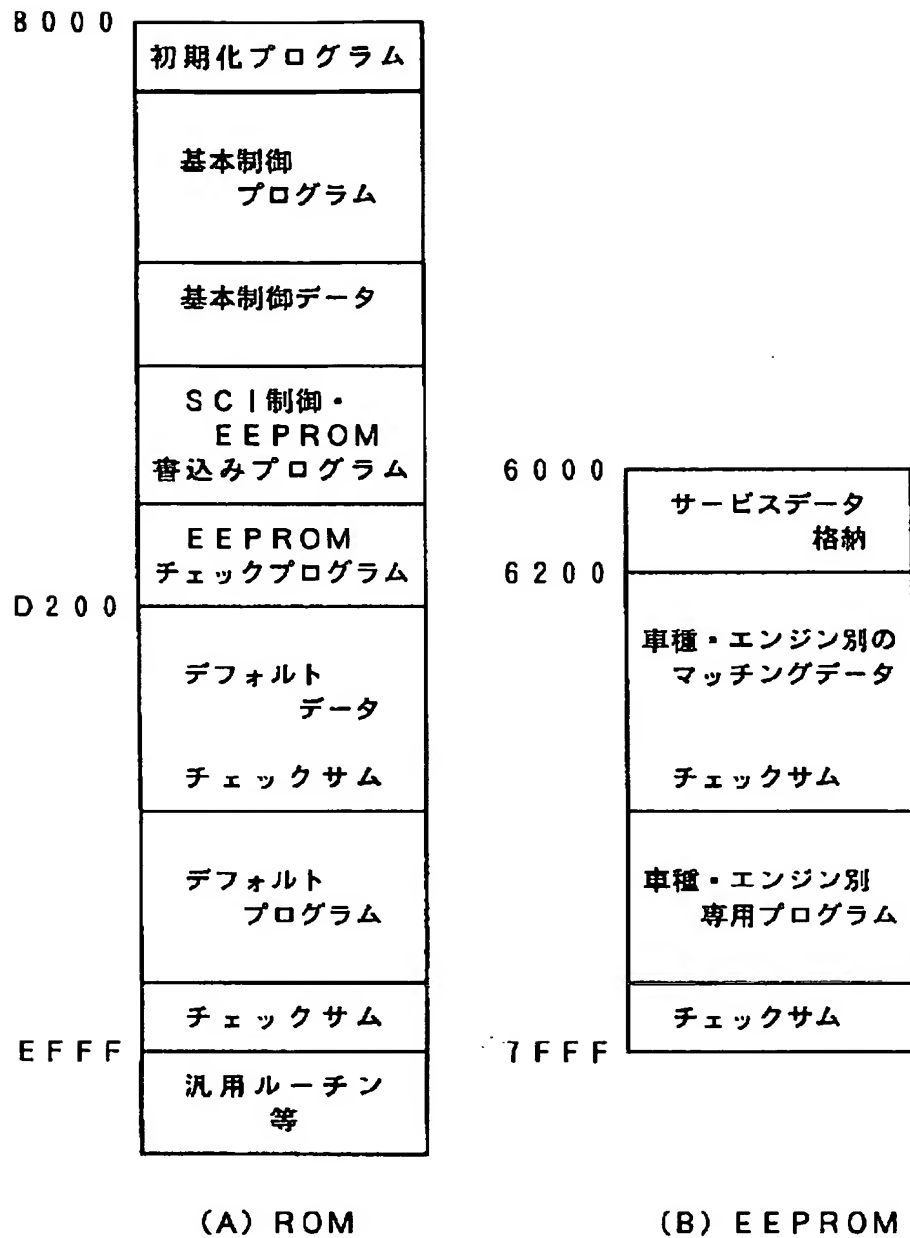 8000
初期化プログラム
基本制御
プログラム
基本制御データ
SCI制御・
EEPROM
書込みプログラム
EEPROM
チェックプログラム
D200
デフォルト
データ
チェックサム
デフォルト
プログラム
チェックサム
EFFF
汎用ルーチン
等
(A) ROM
6000
サービスデータ
格納
6200
車種・エンジン別の
マッチングデータ
チェックサム
車種・エンジン別
専用プログラム
チェックサム
7FFF
(B) EEPROM